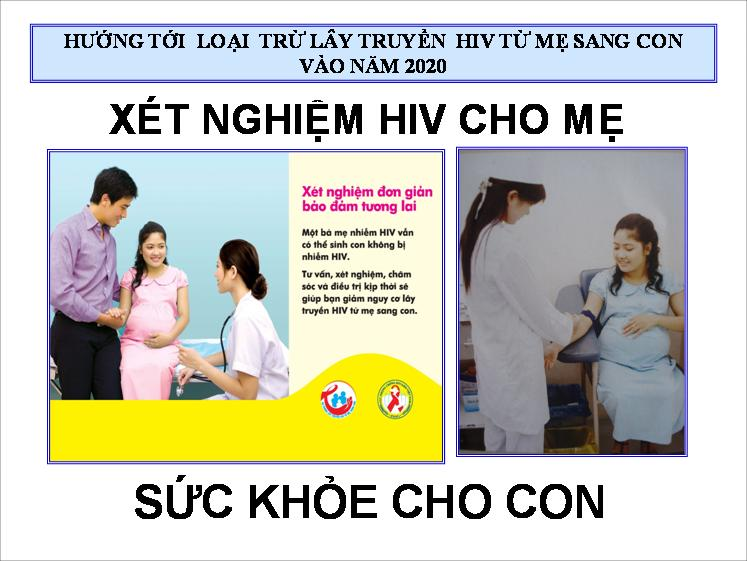 HƯỚNG TỚI LOẠI TRỪ LÂY TRUYỀN HIV TỪ MẸ SANG CON
VÀO NĂM 2020
XÉT NGHIỆM HIV CHO MẸ
Xét nghiệm đơn giản
bảo đảm tương lai
Một bà mẹ nhiễm HIV vẫn
có thể sinh con không bị
nhiễm HIV.
Tư vấn, xét nghiệm, chăm
sóc và điều trị kịp thời sẽ
giúp bạn giảm nguy cơ lây
truyền HIV từ mẹ sang con.
SỨC KHỎE CHO CON